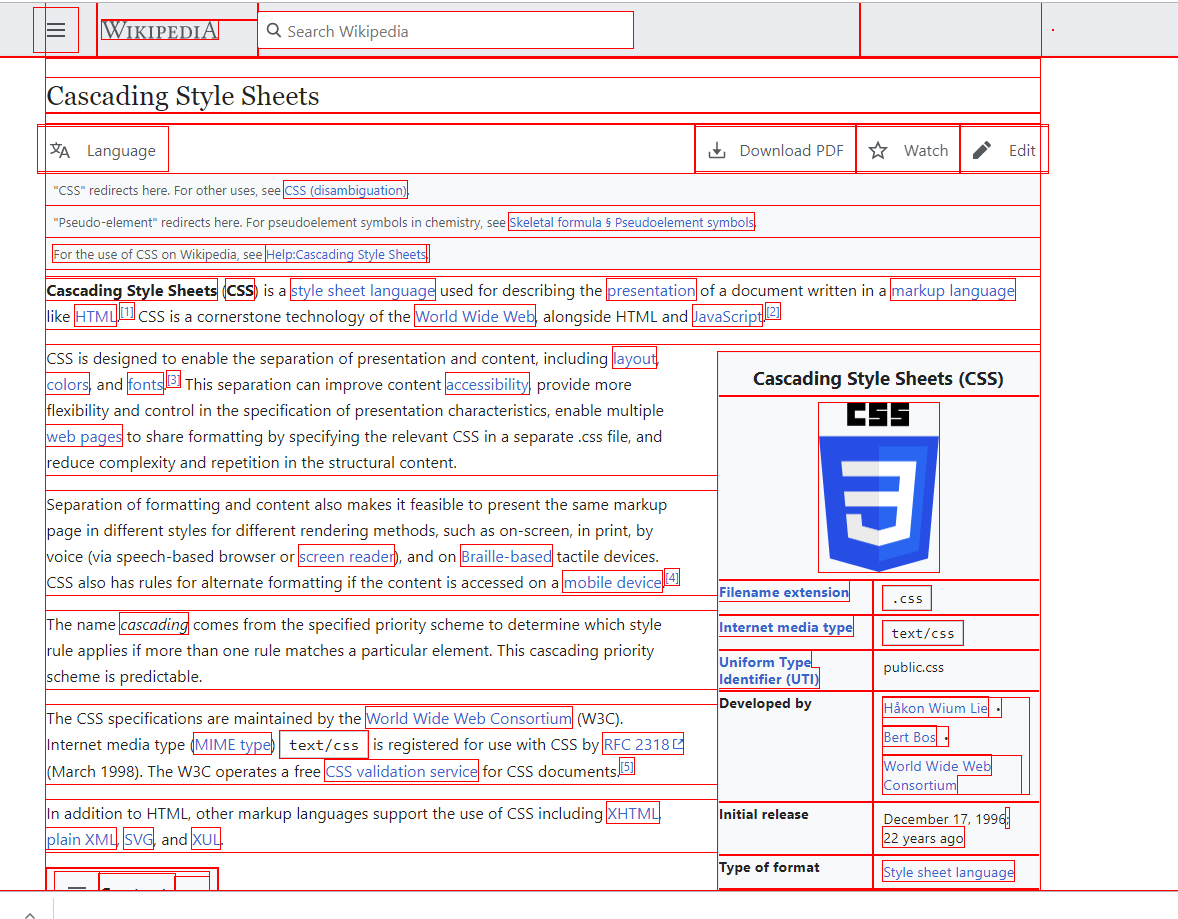 WIKIPEDIA
Search Wikipedia
Cascading Style Sheets
Language
Download PDF
Watch
Edit
"CSS" redirects here. For other uses, see CSS (disambiguation).
"Pseudo-element" redirects here. For pseudoelement symbols in chemistry, see Skeletal formula § Pseudoelement symbols.
For the use of CSS on Wikipedia, see Help:Cascading Style Sheets.
Cascading Style Sheets (CSS) is a style sheet language used for describing the presentation of a document written in a markup language
like HTML.[1] CSS is a cornerstone technology of the World Wide Web, alongside HTML and JavaScript.[2]
CSS is designed to enable the separation of presentation and content, including layout,
colors, and fonts.[3] This separation can improve content accessibility, provide more
flexibility and control in the specification of presentation characteristics, enable multiple
web pages to share formatting by specifying the relevant CSS in a separate .css file, and
reduce complexity and repetition in the structural content.
Separation of formatting and content also makes it feasible to present the same markup
page in different styles for different rendering methods, such as on-screen, in print, by
voice (via speech-based browser or screen reader), and on Braille-based tactile devices.
CSS also has rules for alternate formatting if the content is accessed on a mobile device.[4]
The name cascading comes from the specified priority scheme to determine which style
rule applies if more than one rule matches a particular element. This cascading priority
scheme is predictable.
The CSS specifications are maintained by the World Wide Web Consortium (W3C).
Internet media type (MIME type) text/css is registered for use with CSS by RFC 2318
(March 1998). The W3C operates a free CSS validation service for CSS documents.[5]
In addition to HTML, other markup languages support the use of CSS including XHTML,
plain XML, SVG, and XUL.
Cascading Style Sheets (CSS)
CSS
3
Filename extension
.css
Internet media type
text/css
Uniform Type
Identifier (UTI)
public.css
Developed by
Håkon Wium Lie •
Bert Bos •
World Wide Web
Consortium
Initial release
December 17, 1996;
22 years ago
Type of format
Style sheet language